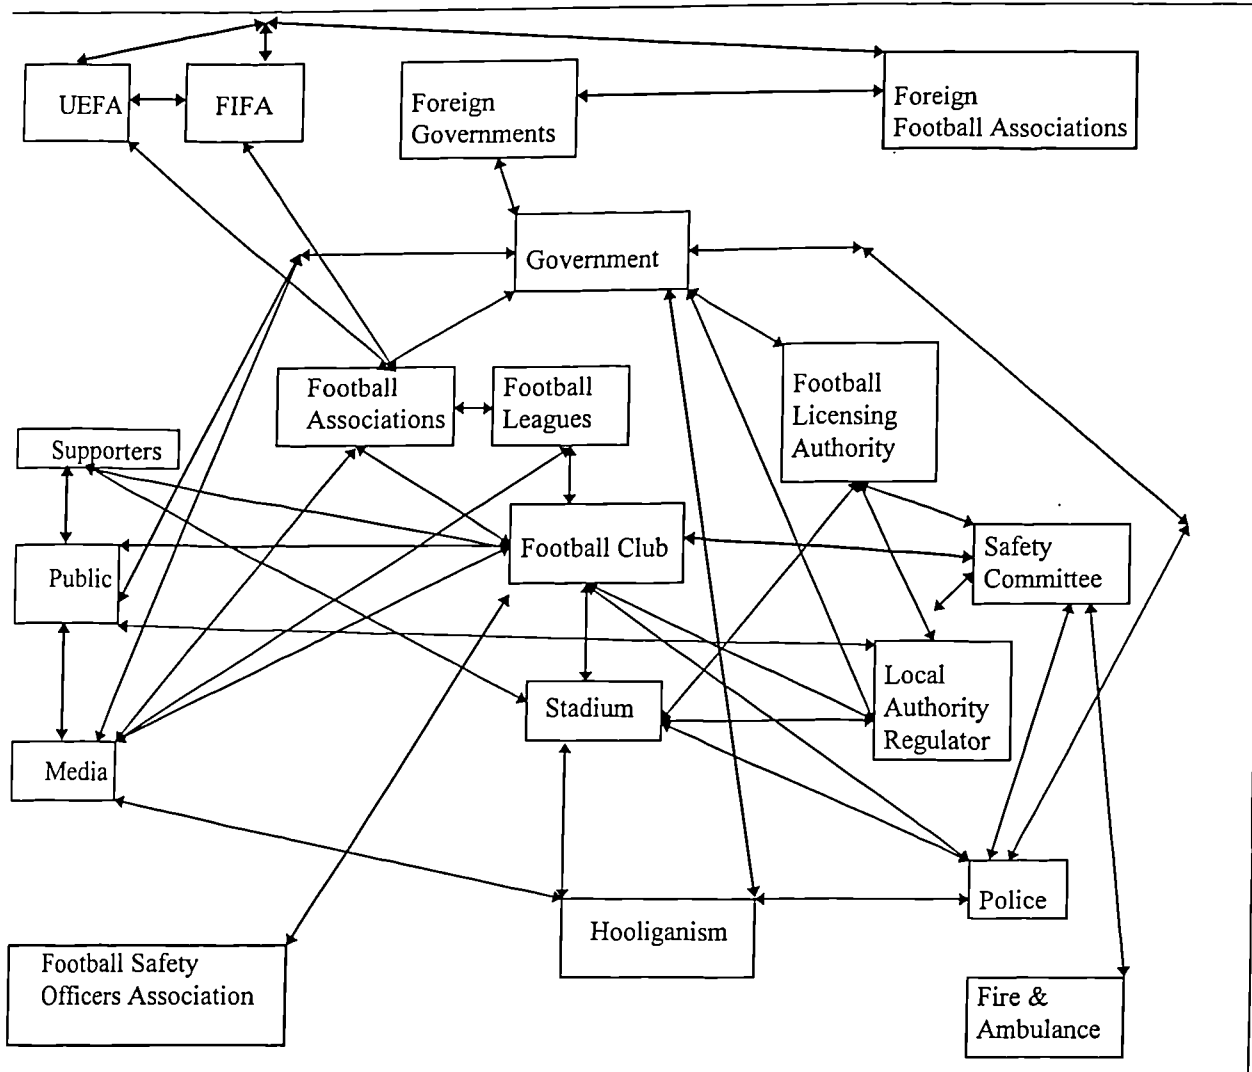 UEFA
FIFA
Foreign
Governments
Foreign
Football Associations
Government
Football
Associations
Football
Leagues
Football
Licensing
Authority
Supporters
Public
Football Club
Safety
Committee
Stadium
Local
Authority
Regulator
Media
Police
Hooliganism
Football Safety
Officers Association
Fire &
Ambulance